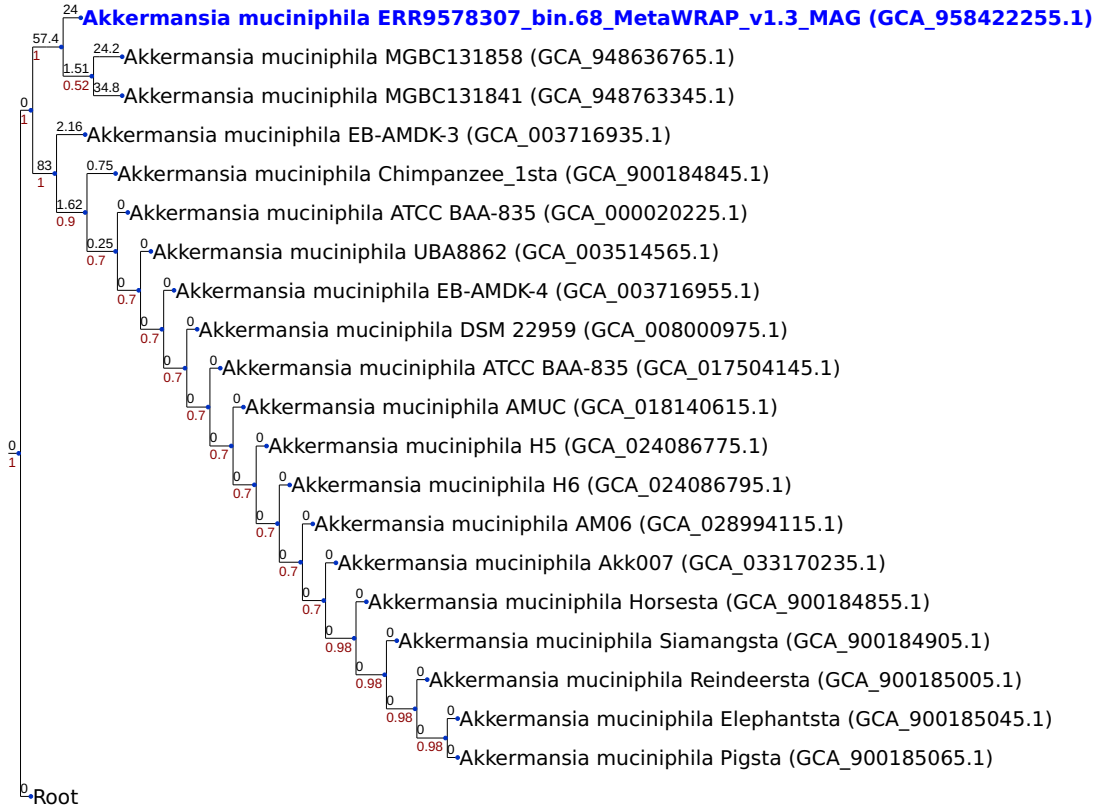 24
Akkermansia muciniphila ERR9578307_bin.68_MetaWRAP_v1.3_MAG (GCA_958422255.1)
57.4
1
24.2
Akkermansia muciniphila MGBC131858 (GCA_948636765.1)
1.51
0.52
34.8
Akkermansia muciniphila MGBC131841 (GCA_948763345.1)
0
1
2.16
Akkermansia muciniphila EB-AMDK-3 (GCA_003716935.1)
83
1
0.75
Akkermansia muciniphila Chimpanzee_1sta (GCA_900184845.1)
1.62
0.9
0
Akkermansia muciniphila ATCC BAA-835 (GCA_000020225.1)
0.25
0.7
0
Akkermansia muciniphila UBA8862 (GCA_003514565.1)
0
0.7
0
Akkermansia muciniphila EB-AMDK-4 (GCA_003716955.1)
0
0.7
0
Akkermansia muciniphila DSM 22959 (GCA_008000975.1)
0
0.7
0
Akkermansia muciniphila ATCC BAA-835 (GCA_017504145.1)
0
0.7
0
Akkermansia muciniphila AMUC (GCA_018140615.1)
0
0.7
0
Akkermansia muciniphila H5 (GCA_024086775.1)
0
0.7
0
Akkermansia muciniphila H6 (GCA_024086795.1)
0
0.7
0
Akkermansia muciniphila AM06 (GCA_028994115.1)
0
0.7
0
Akkermansia muciniphila Akk007 (GCA_033170235.1)
0
0.7
0
Akkermansia muciniphila Horsesta (GCA_900184855.1)
0
0.98
0
Akkermansia muciniphila Siamangsta (GCA_900184905.1)
0
0.98
0
Akkermansia muciniphila Reindeersta (GCA_900185005.1)
0
0.98
0
Akkermansia muciniphila Elephantsta (GCA_900185045.1)
0
0.98
0
Akkermansia muciniphila Pigsta (GCA_900185065.1)
0
1
0
Root